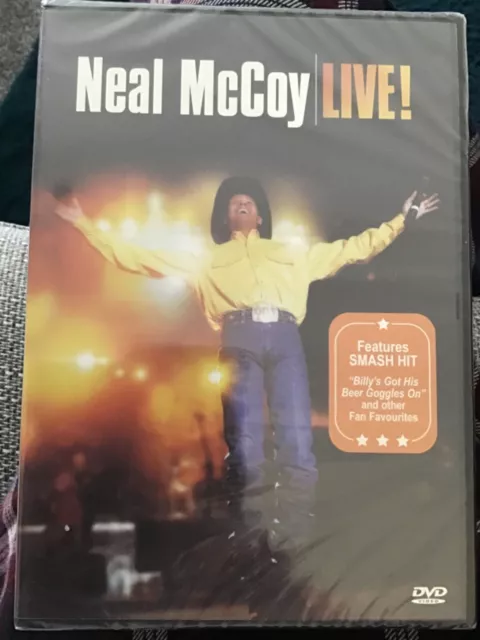 Neal McCoy LIVE!
Features
SMASH HIT
"Billy's Got His
Beer Goggles On"
and other
Fan Favourites
DVD
VIDEO